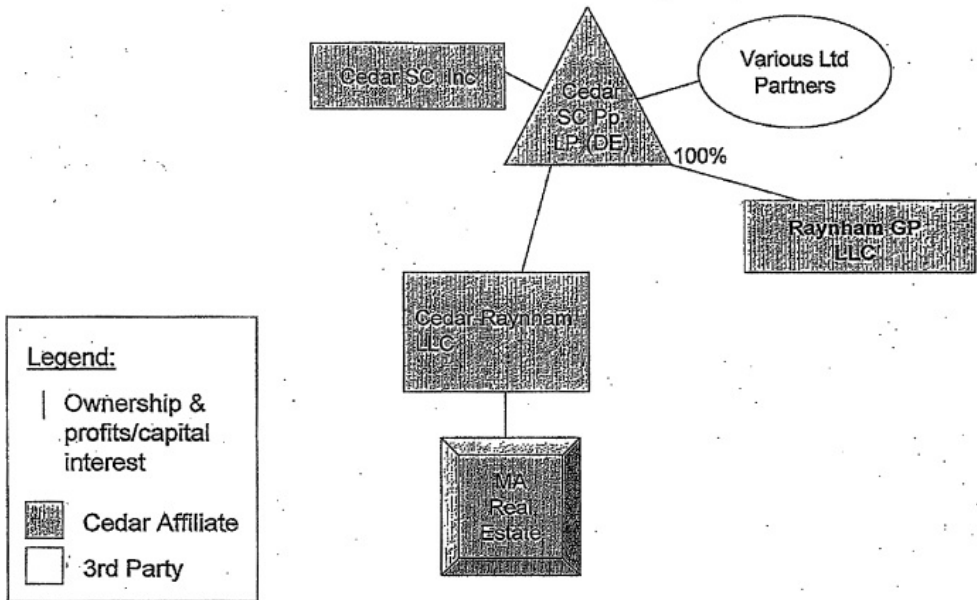 Cedar SC, Inc
Cedar
SC Pp,
LP (DE)
Various Ltd
Partners
100%
Raynham GP
LLC
Cedar-Raynham
LLC
MA
Real
Estate
Legend:
Ownership &
profits/capital
interest
Cedar Affiliate
3rd Party